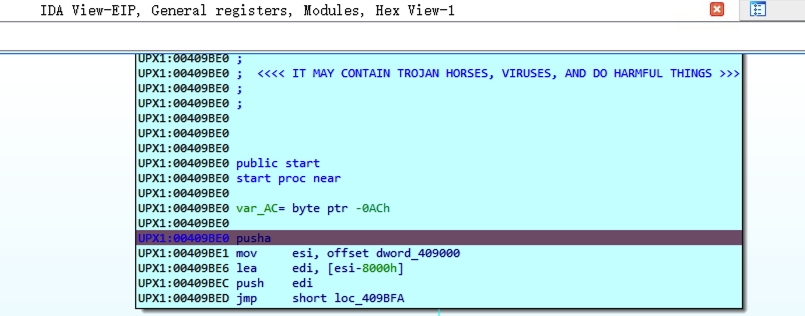 IDA View-EIP, General registers, Modules, Hex View-1
UPX1:00409BE0 ;
UPX1:00409BE0 ;  <<<< IT MAY CONTAIN TROJAN HORSES, VIRUSES, AND DO HARMFUL THINGS >>>
UPX1:00409BE0 ;
UPX1:00409BE0 ;
UPX1:00409BE0
UPX1:00409BE0
UPX1:00409BE0
UPX1:00409BE0 public start
UPX1:00409BE0 start proc near
UPX1:00409BE0
UPX1:00409BE0 var_AC= byte ptr -0ACh
UPX1:00409BE0
UPX1:00409BE0 pusha
UPX1:00409BE1 mov     esi, offset dword_409000
UPX1:00409BE6 lea     edi, [esi-8000h]
UPX1:00409BEC push    edi
UPX1:00409BED jmp     short loc_409BFA